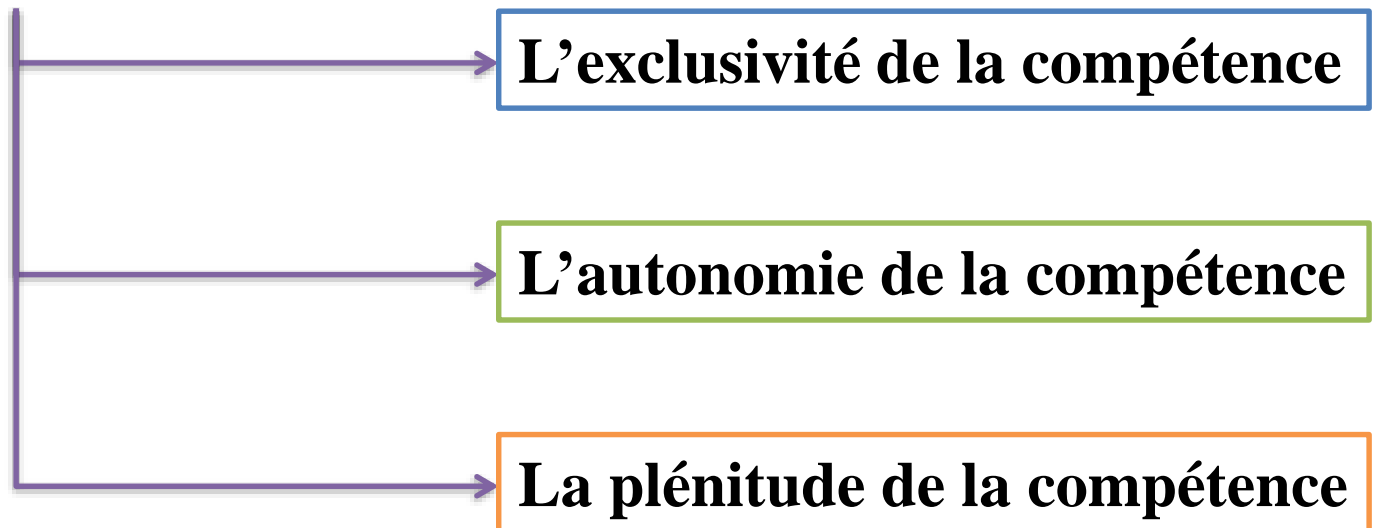 L’exclusivité de la compétence
L’autonomie de la compétence
La plénitude de la compétence